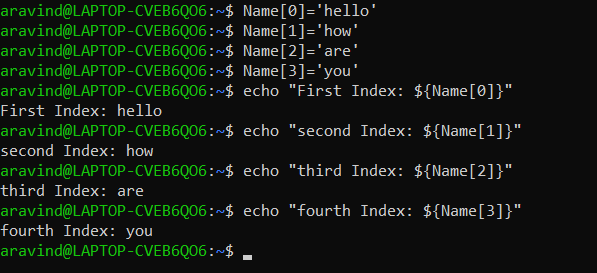 aravind@LAPTOP-CVEB6QO6:~$ Name[0]='hello'
aravind@LAPTOP-CVEB6QO6:~$ Name[1]='how'
aravind@LAPTOP-CVEB6QO6:~$ Name[2]='are'
aravind@LAPTOP-CVEB6QO6:~$ Name[3]='you'
aravind@LAPTOP-CVEB6QO6:~$ echo "First Index: ${Name[0]}"
First Index: hello
aravind@LAPTOP-CVEB6QO6:~$ echo "second Index: ${Name[1]}"
second Index: how
aravind@LAPTOP-CVEB6QO6:~$ echo "third Index: ${Name[2]}"
third Index: are
aravind@LAPTOP-CVEB6QO6:~$ echo "fourth Index: ${Name[3]}"
fourth Index: you
aravind@LAPTOP-CVEB6QO6:~$